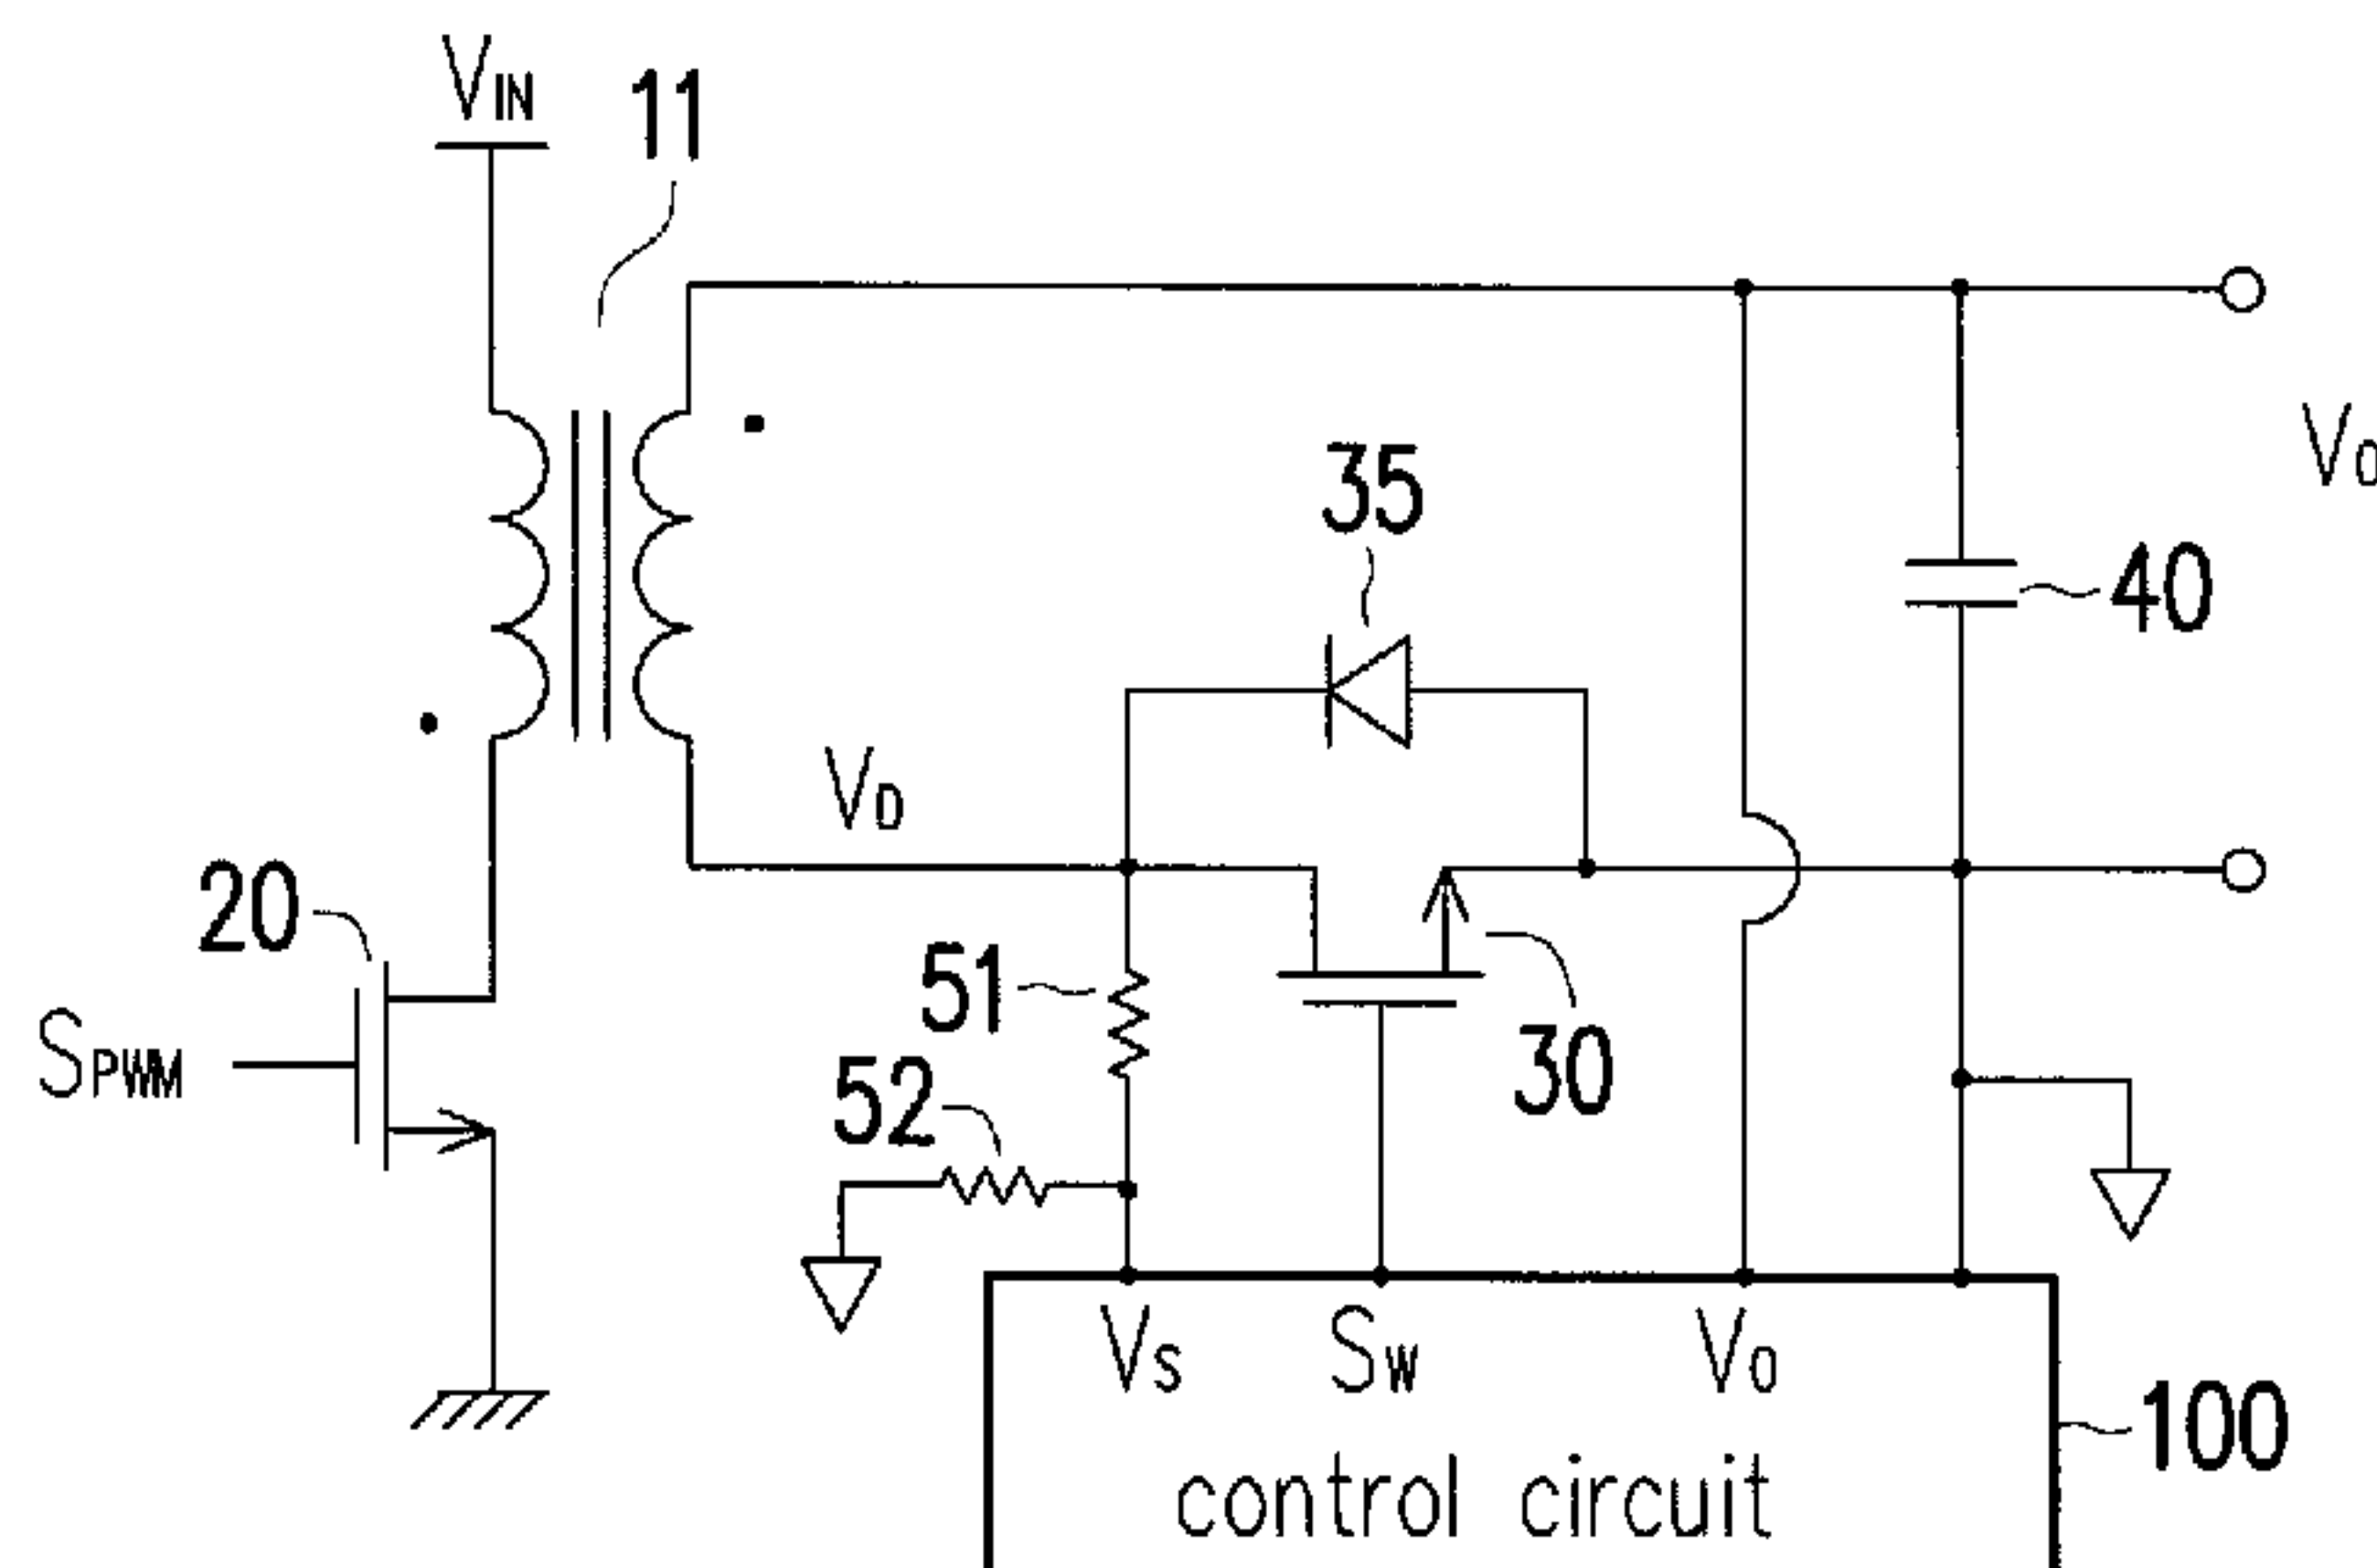 VIN
11
VO
35
40
VD
20
51
SPWM
52
30
VS
SW
VO
100
control circuit